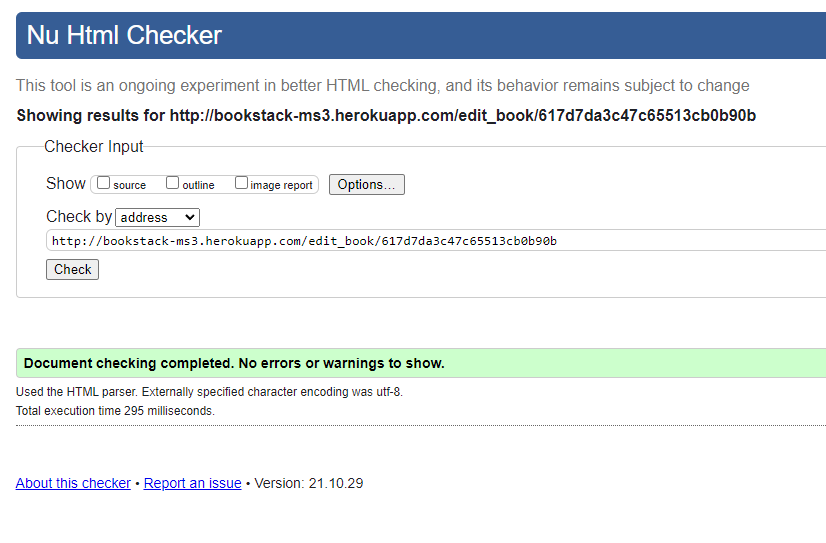 Nu Html Checker
This tool is an ongoing experiment in better HTML checking, and its behavior remains subject to change
Showing results for http://bookstack-ms3.herokuapp.com/edit_book/617d7da3c47c65513cb0b90b
Checker Input
Show source outline image report Options...
Check by address
http://bookstack-ms3.herokuapp.com/edit_book/617d7da3c47c65513cb0b90b
Check
Document checking completed. No errors or warnings to show.
Used the HTML parser. Externally specified character encoding was utf-8.
Total execution time 295 milliseconds.
About this checker • Report an issue • Version: 21.10.29